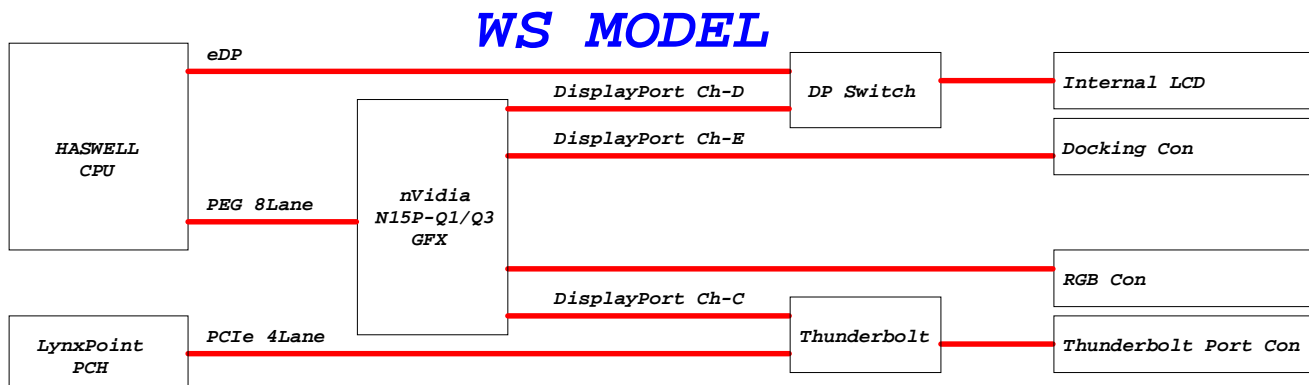 WS MODEL
eDP
DisplayPort Ch-D
DP Switch
Internal LCD
HASWELL
CPU
DisplayPort Ch-E
Docking Con
PEG 8Lane
nVidia
N15P-Q1/Q3
GFX
RGB Con
DisplayPort Ch-C
LynxPoint
PCH
PCIe 4Lane
Thunderbolt
Thunderbolt Port Con